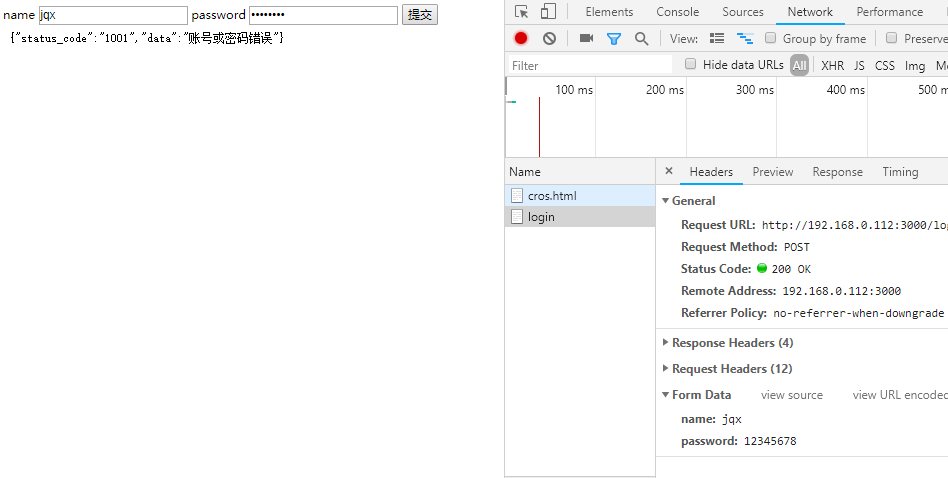 name jqx password •••••••• 提交
{"status_code":"1001","data":"账号或密码错误"}
Elements Console Sources Network Performance
View: Group by frame Preserve
Filter Hide data URLs All XHR JS CSS Img Me
100 ms 200 ms 300 ms 400 ms 500 m
Name
cros.html
login
× Headers Preview Response Timing
General
Request URL: http://192.168.0.112:3000/log
Request Method: POST
Status Code: 200 OK
Remote Address: 192.168.0.112:3000
Referrer Policy: no-referrer-when-downgrade
Response Headers (4)
Request Headers (12)
Form Data view source view URL encoded
name: jqx
password: 12345678